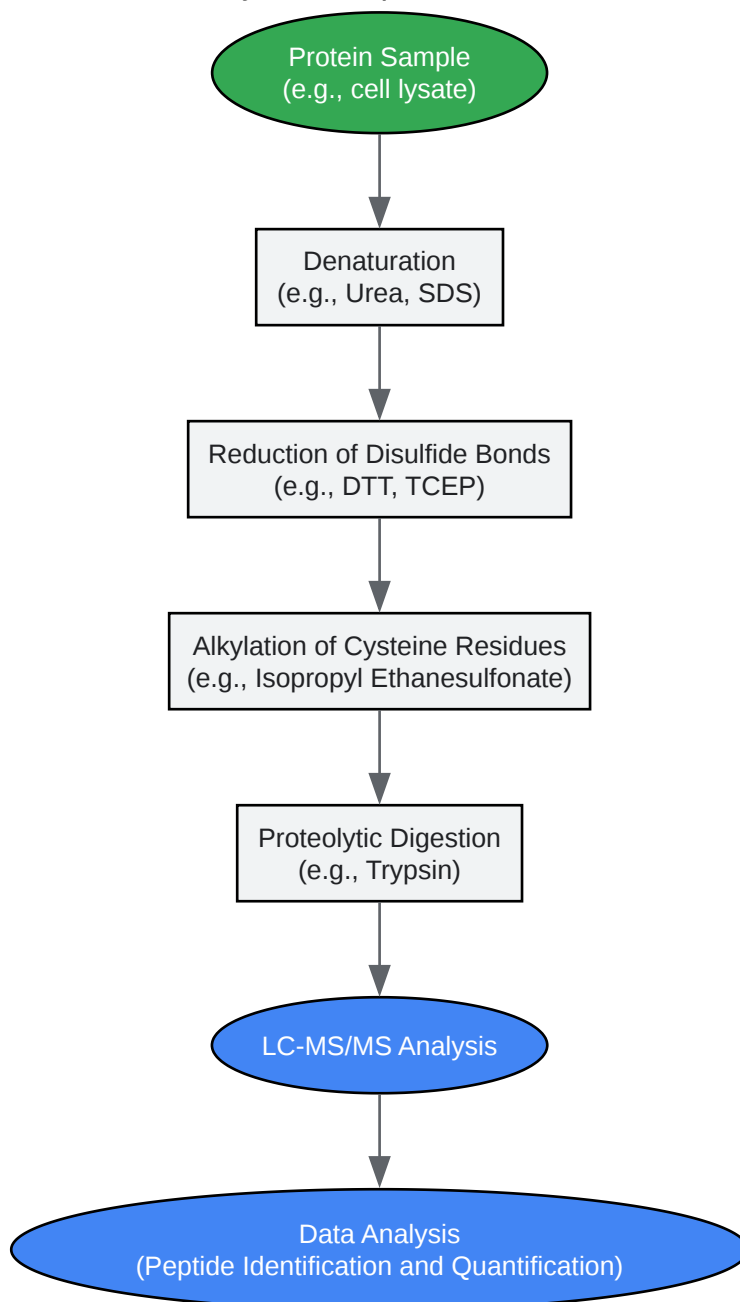 Protein Sample
(e.g., cell lysate)
Denaturation
(e.g., Urea, SDS)
Reduction of Disulfide Bonds
(e.g., DTT, TCEP)
Alkylation of Cysteine Residues
(e.g., Isopropyl Ethanesulfonate)
Proteolytic Digestion
(e.g., Trypsin)
LC-MS/MS Analysis
Data Analysis
(Peptide Identification and Quantification)